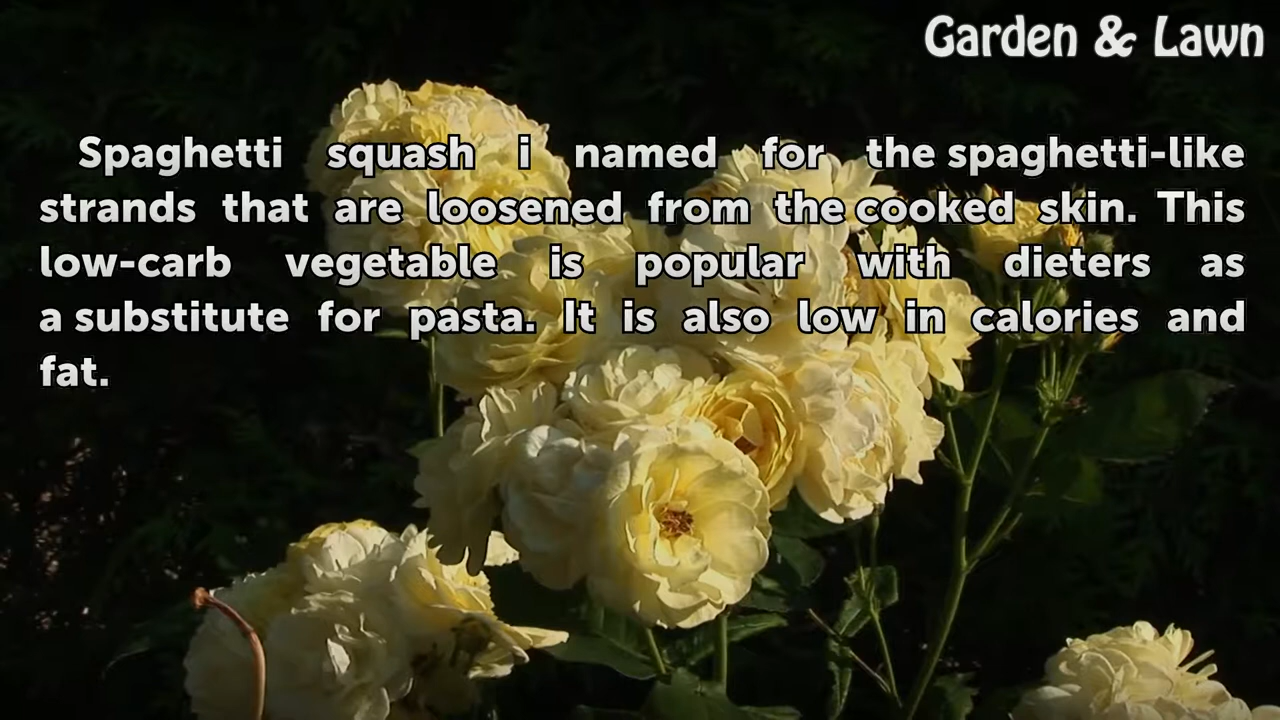 Garden & Lawn
Spaghetti squash i named for the spaghetti-like
strands that are loosened from the cooked skin. This
low-carb vegetable is popular with dieters as
a substitute for pasta. It is also low in calories and
fat.